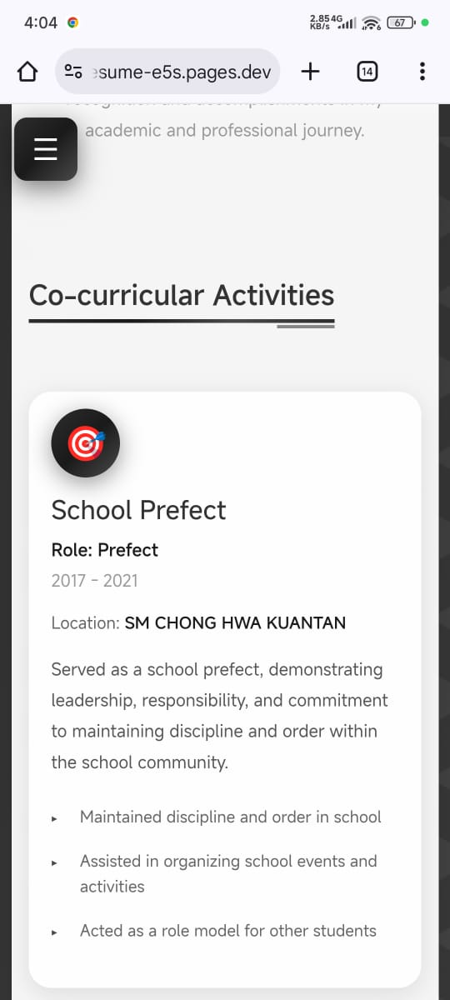 4:04
2.85 4G
KB/s
67
esume-e5s.pages.dev
14
academic and professional journey.
Co-curricular Activities
School Prefect
Role: Prefect
2017 - 2021
Location: SM CHONG HWA KUANTAN
Served as a school prefect, demonstrating
leadership, responsibility, and commitment
to maintaining discipline and order within
the school community.
Maintained discipline and order in school
Assisted in organizing school events and
activities
Acted as a role model for other students